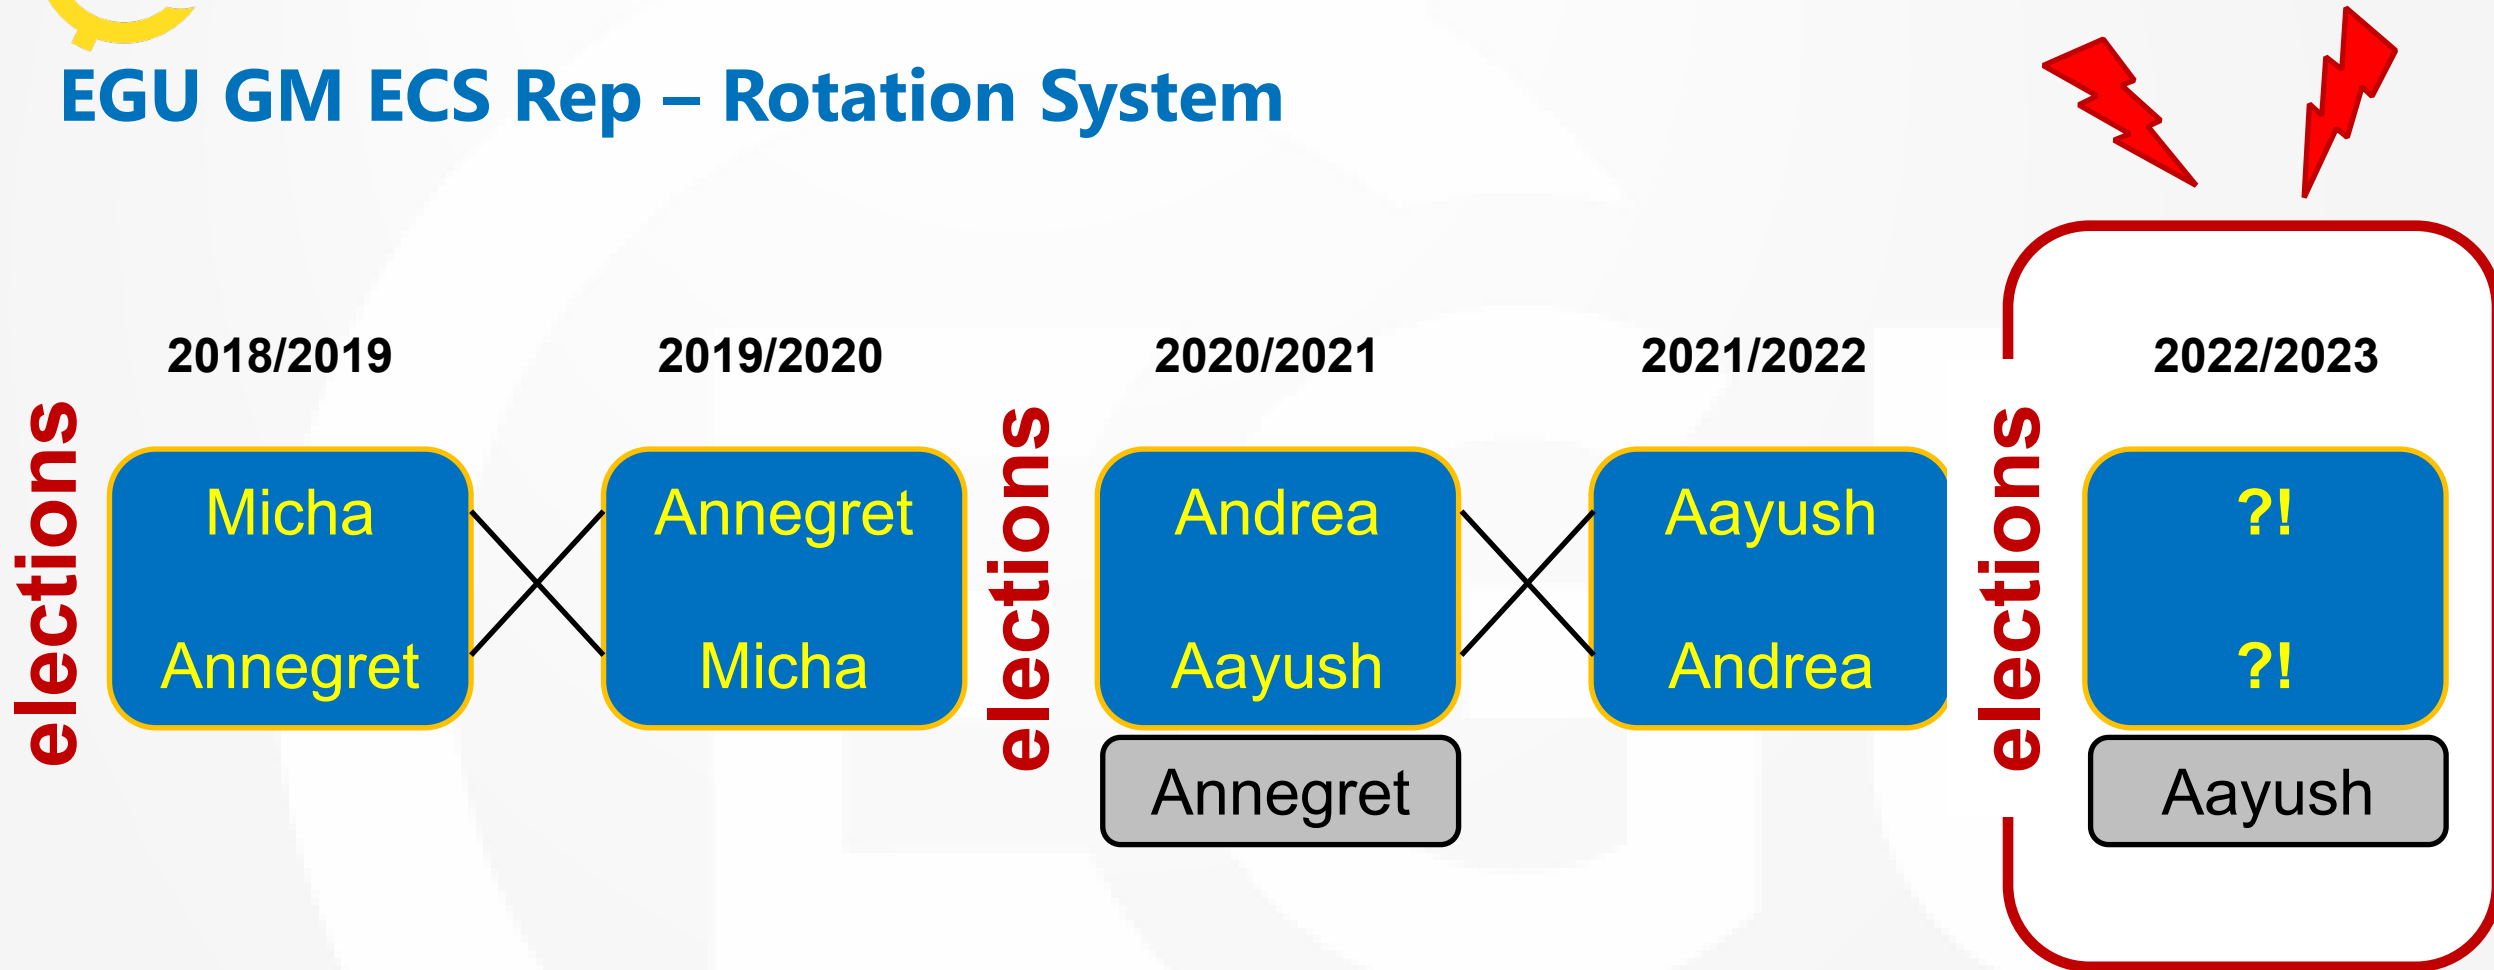 EGU GM ECS Rep – Rotation System
2018/2019
2019/2020
2020/2021
2021/2022
2022/2023
elections
Micha
Annegret
Annegret
Micha
elections
Andrea
Aayush
Annegret
Aayush
Andrea
elections
?!
?!
Aayush